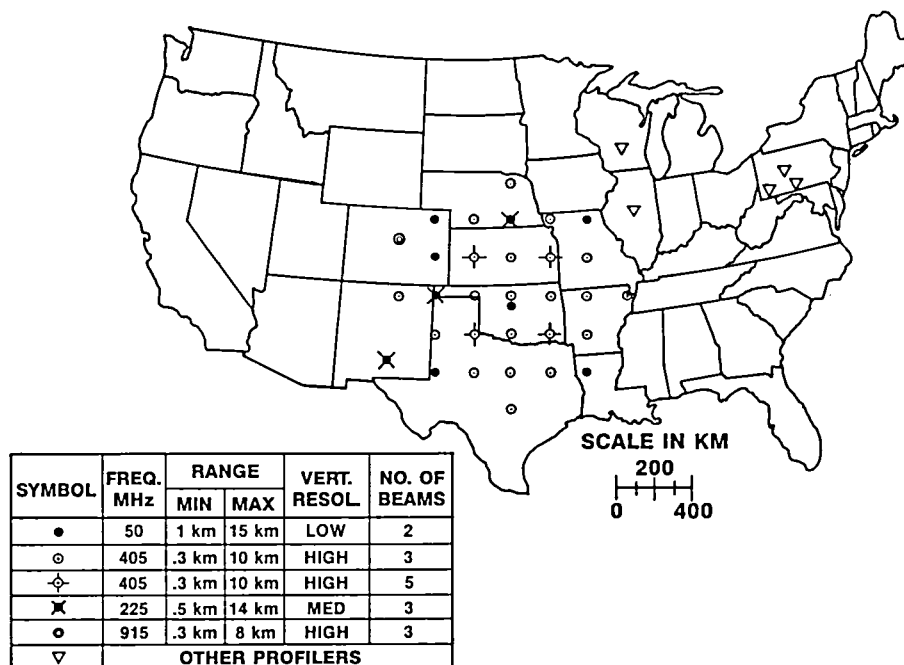 SCALE IN KM
200
0 400
SYMBOL FREQ. MHz RANGE MIN MAX VERT. RESOL. NO. OF BEAMS
50 1 km 15 km LOW 2
405 .3 km 10 km HIGH 3
405 .3 km 10 km HIGH 5
225 .5 km 14 km MED 3
915 .3 km 8 km HIGH 3
OTHER PROFILERS